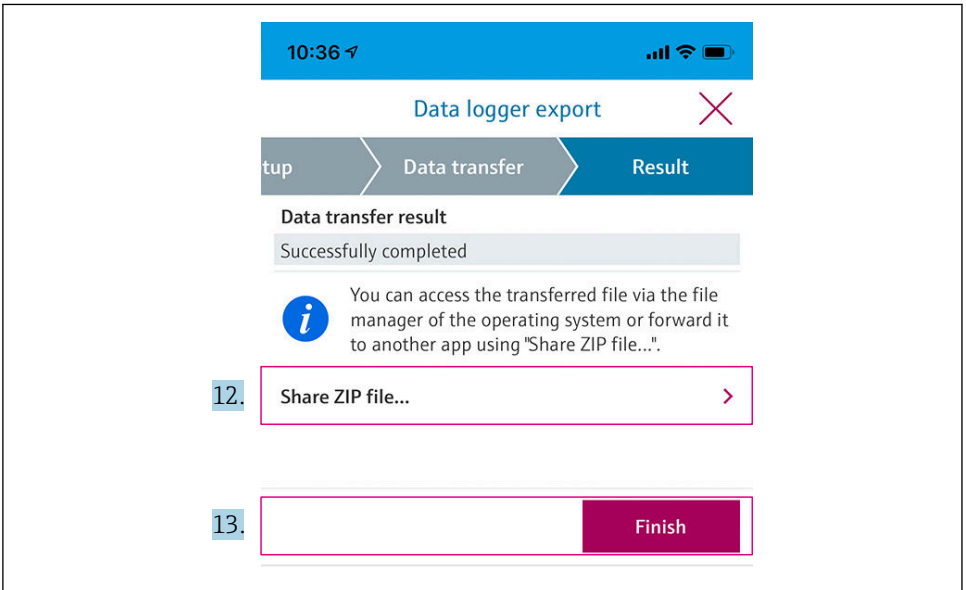 10:36
Data logger export
tup Data transfer Result
Data transfer result
Successfully completed
You can access the transferred file via the file
manager of the operating system or forward it
to another app using "Share ZIP file...".
12. Share ZIP file...
13. Finish